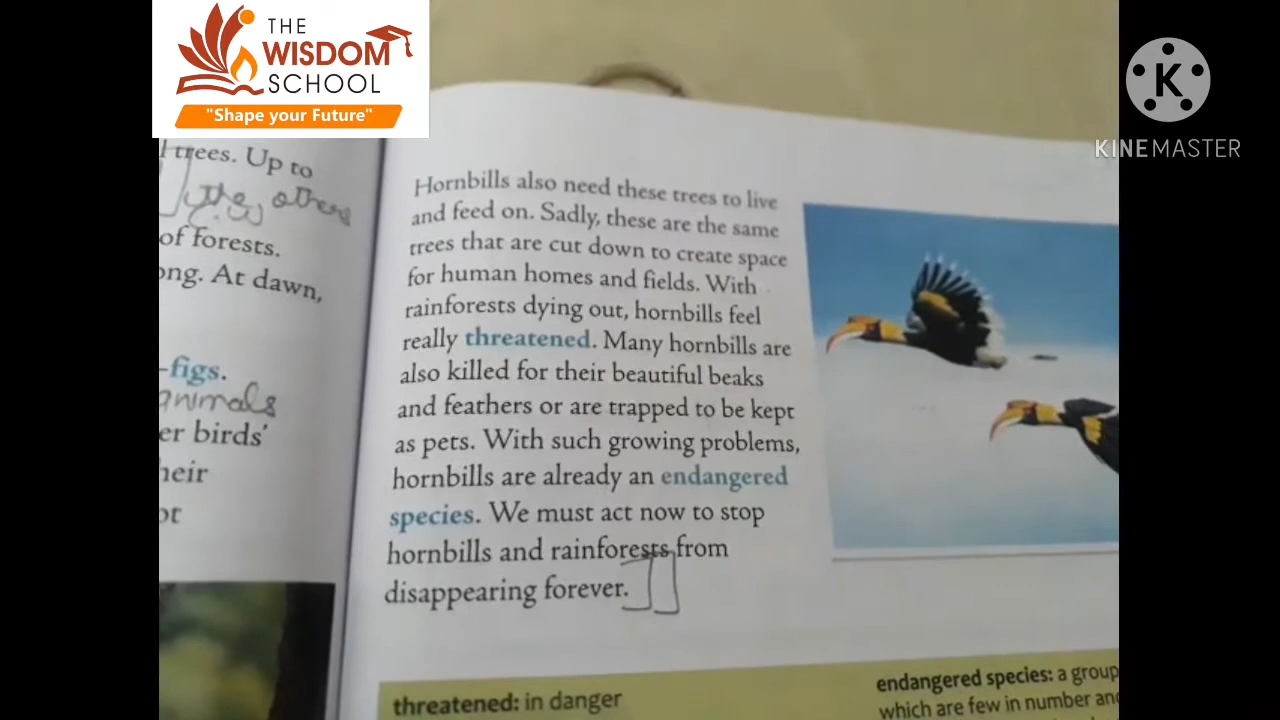 THE
WISDOM
SCHOOL
"Shape your Future"
KINEMASTER
trees. Up to
the others
of forests.
ong. At dawn,
-figs.
animals
er birds'
heir
ot
Hornbills also need these trees to live
and feed on. Sadly, these are the same
trees that are cut down to create space
for human homes and fields. With
rainforests dying out, hornbills feel
really threatened. Many hornbills are
also killed for their beautiful beaks
and feathers or are trapped to be kept
as pets. With such growing problems,
hornbills are already an endangered
species. We must act now to stop
hornbills and rainforests from
disappearing forever.
threatened: in danger
endangered species: a group
which are few in number and